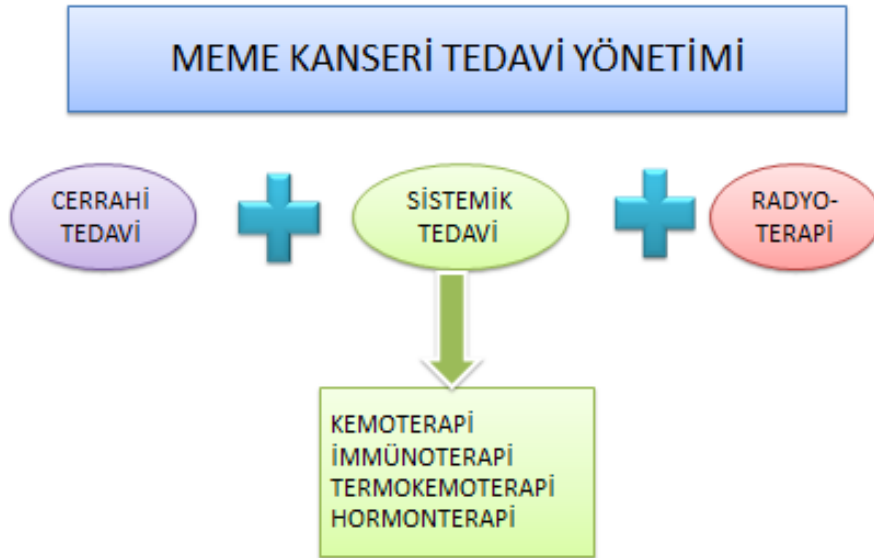 MEME KANSERİ TEDAVİ YÖNETİMİ
CERRAHİ
TEDAVİ
SİSTEMİK
TEDAVİ
RADYO-
TERAPİ
KEMOTERAPİ
İMMÜNOTERAPİ
TERMOKEMOTERAPİ
HORMONTERAPİ